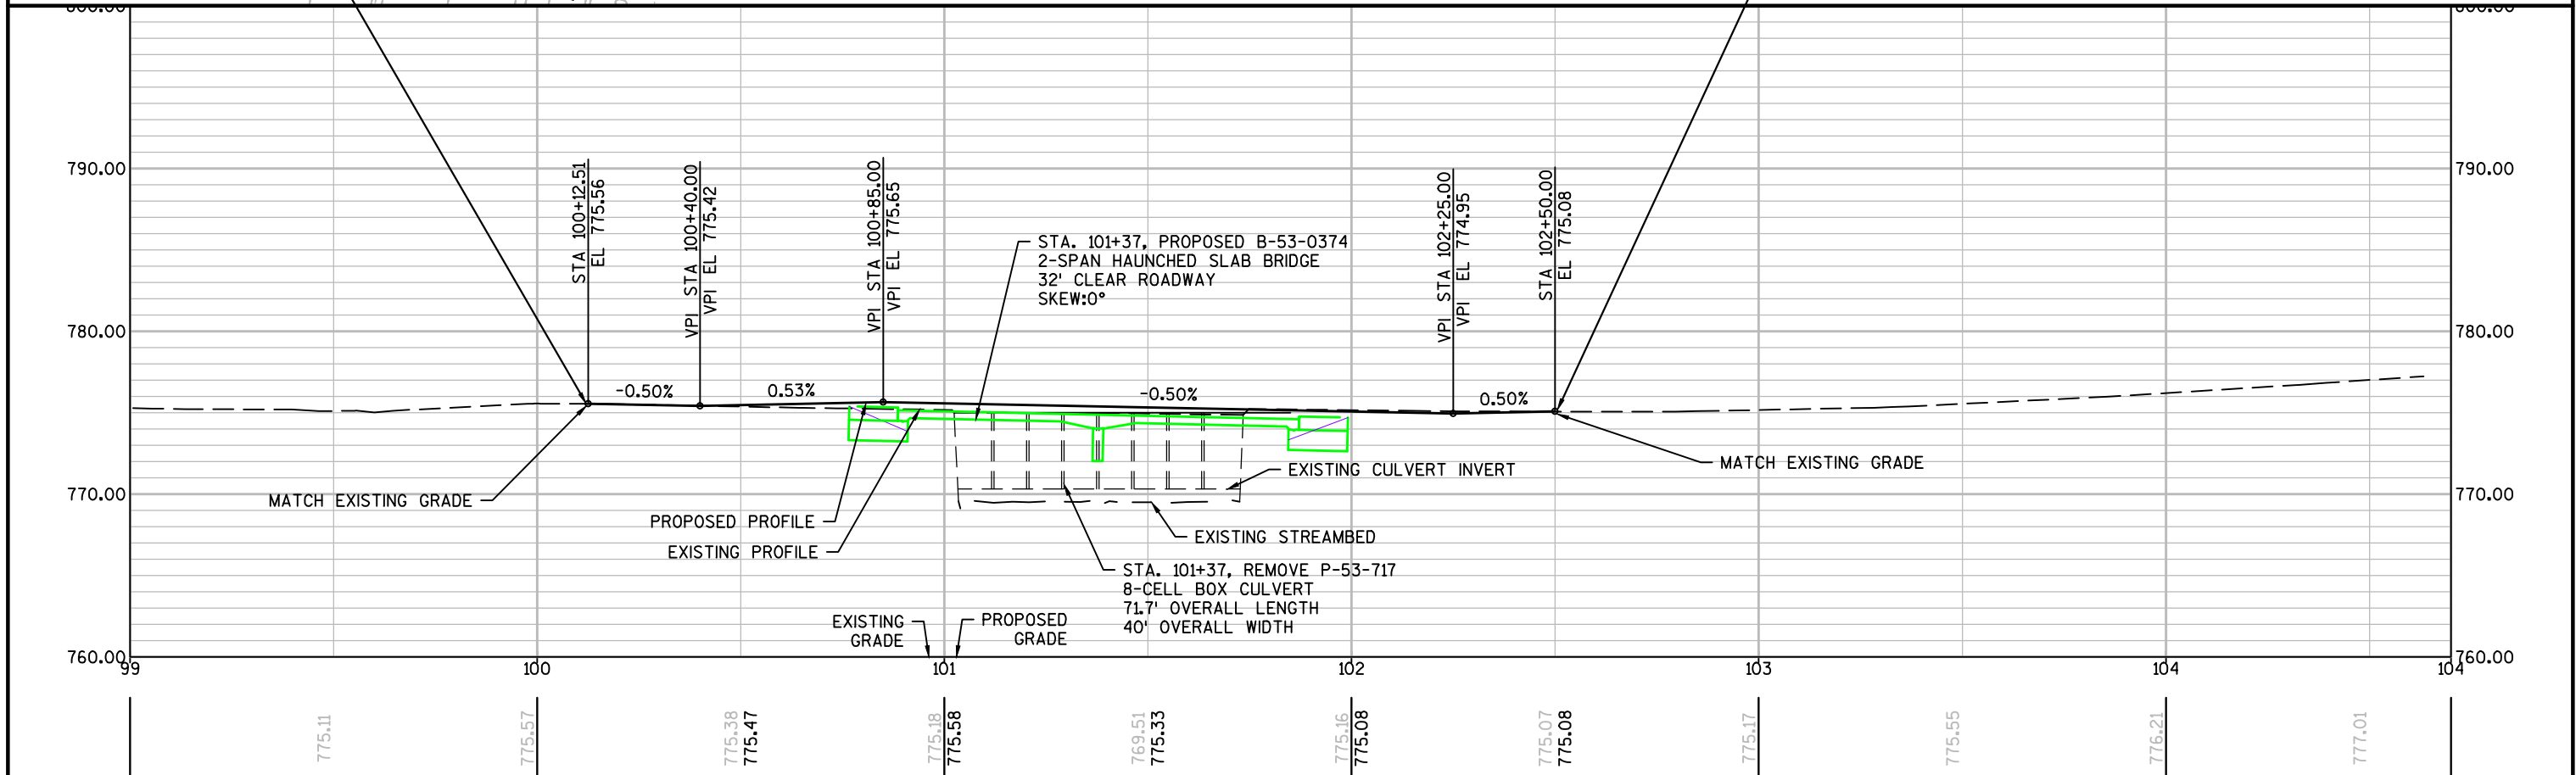 800.00
800.00
790.00
790.00
STA 100+12.51
EL 775.56
VPI STA 100+40.00
VPI EL 775.42
VPI STA 100+85.00
VPI EL 775.65
VPI STA 102+25.00
VPI EL 774.95
STA 102+50.00
EL 775.08
STA. 101+37, PROPOSED B-53-0374
2-SPAN HAUNCHED SLAB BRIDGE
32' CLEAR ROADWAY
SKEW:0°
780.00
780.00
-0.50%
0.53%
-0.50%
0.50%
MATCH EXISTING GRADE
EXISTING CULVERT INVERT
MATCH EXISTING GRADE
770.00
770.00
PROPOSED PROFILE
EXISTING PROFILE
EXISTING STREAMBED
STA. 101+37, REMOVE P-53-717
8-CELL BOX CULVERT
71.7' OVERALL LENGTH
40' OVERALL WIDTH
EXISTING
GRADE
PROPOSED
GRADE
760.00
760.00
99
100
101
102
103
104
104
775.11
775.57
775.38
775.47
775.18
775.58
769.51
775.33
775.16
775.08
775.07
775.08
775.17
775.55
776.21
777.01